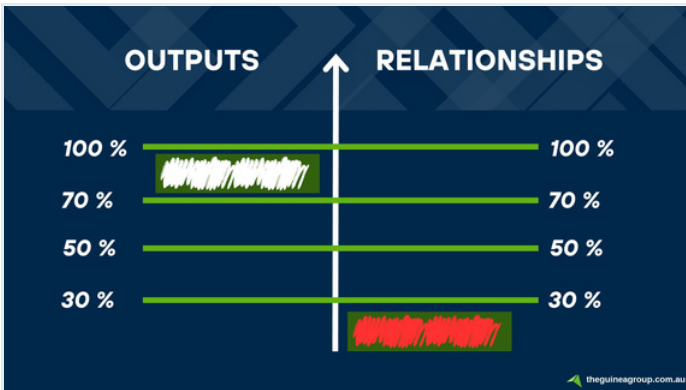 OUTPUTS RELATIONSHIPS
100 % 100 %
70 % 70 %
50 % 50 %
30 % 30 %
theguineagroup.com.au